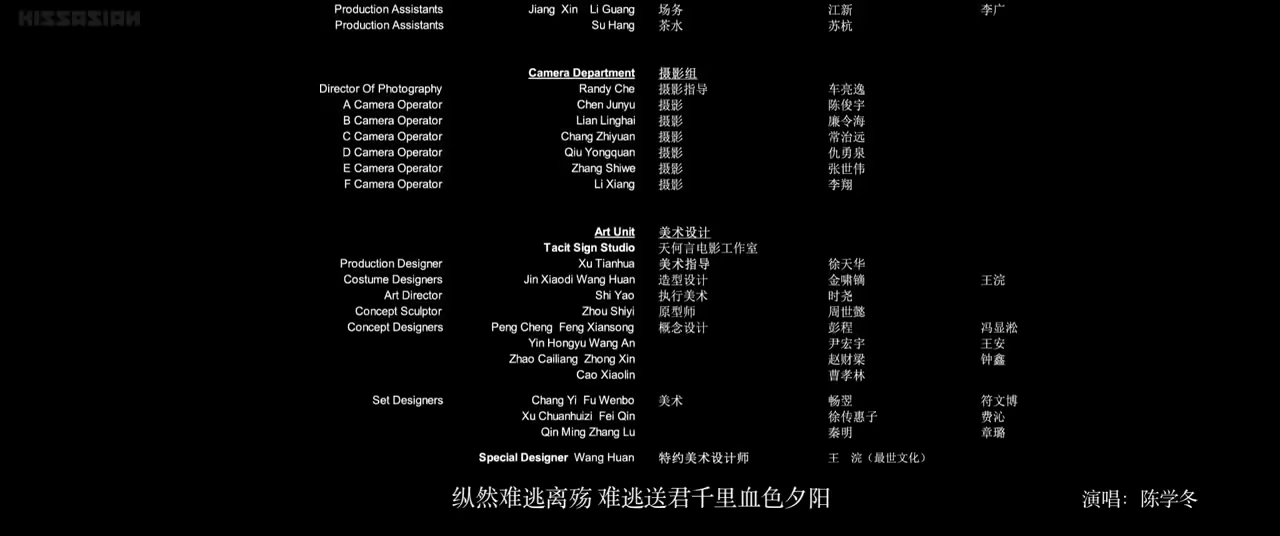 KISSASIAN
Production Assistants Jiang Xin Li Guang 场务 江新 李广
Production Assistants Su Hang 茶水 苏杭
Camera Department 摄影组
Director Of Photography Randy Che 摄影指导 车亮逸
A Camera Operator Chen Junyu 摄影 陈俊宇
B Camera Operator Lian Linghai 摄影 廉令海
C Camera Operator Chang Zhiyuan 摄影 常治远
D Camera Operator Qiu Yongquan 摄影 仇勇泉
E Camera Operator Zhang Shiwe 摄影 张世伟
F Camera Operator Li Xiang 摄影 李翔
Art Unit 美术设计
Tacit Sign Studio 天何言电影工作室
Production Designer Xu Tianhua 美术指导 徐天华
Costume Designers Jin Xiaodi Wang Huan 造型设计 金啸镝 王浣
Art Director Shi Yao 执行美术 时尧
Concept Sculptor Zhou Shiyi 原型师 周世懿
Concept Designers Peng Cheng Feng Xiansong 概念设计 彭程 冯显淞
Yin Hongyu Wang An 尹宏宇 王安
Zhao Cailiang Zhong Xin 赵财梁 钟鑫
Cao Xiaolin 曹孝林
Set Designers Chang Yi Fu Wenbo 美术 畅翌 符文博
Xu Chuanhuizi Fei Qin 徐传惠子 费沁
Qin Ming Zhang Lu 秦明 章璐
Special Designer Wang Huan 特约美术设计师 王 浣（最世文化）
纵然难逃离殇 难逃送君千里血色夕阳 演唱：陈学冬